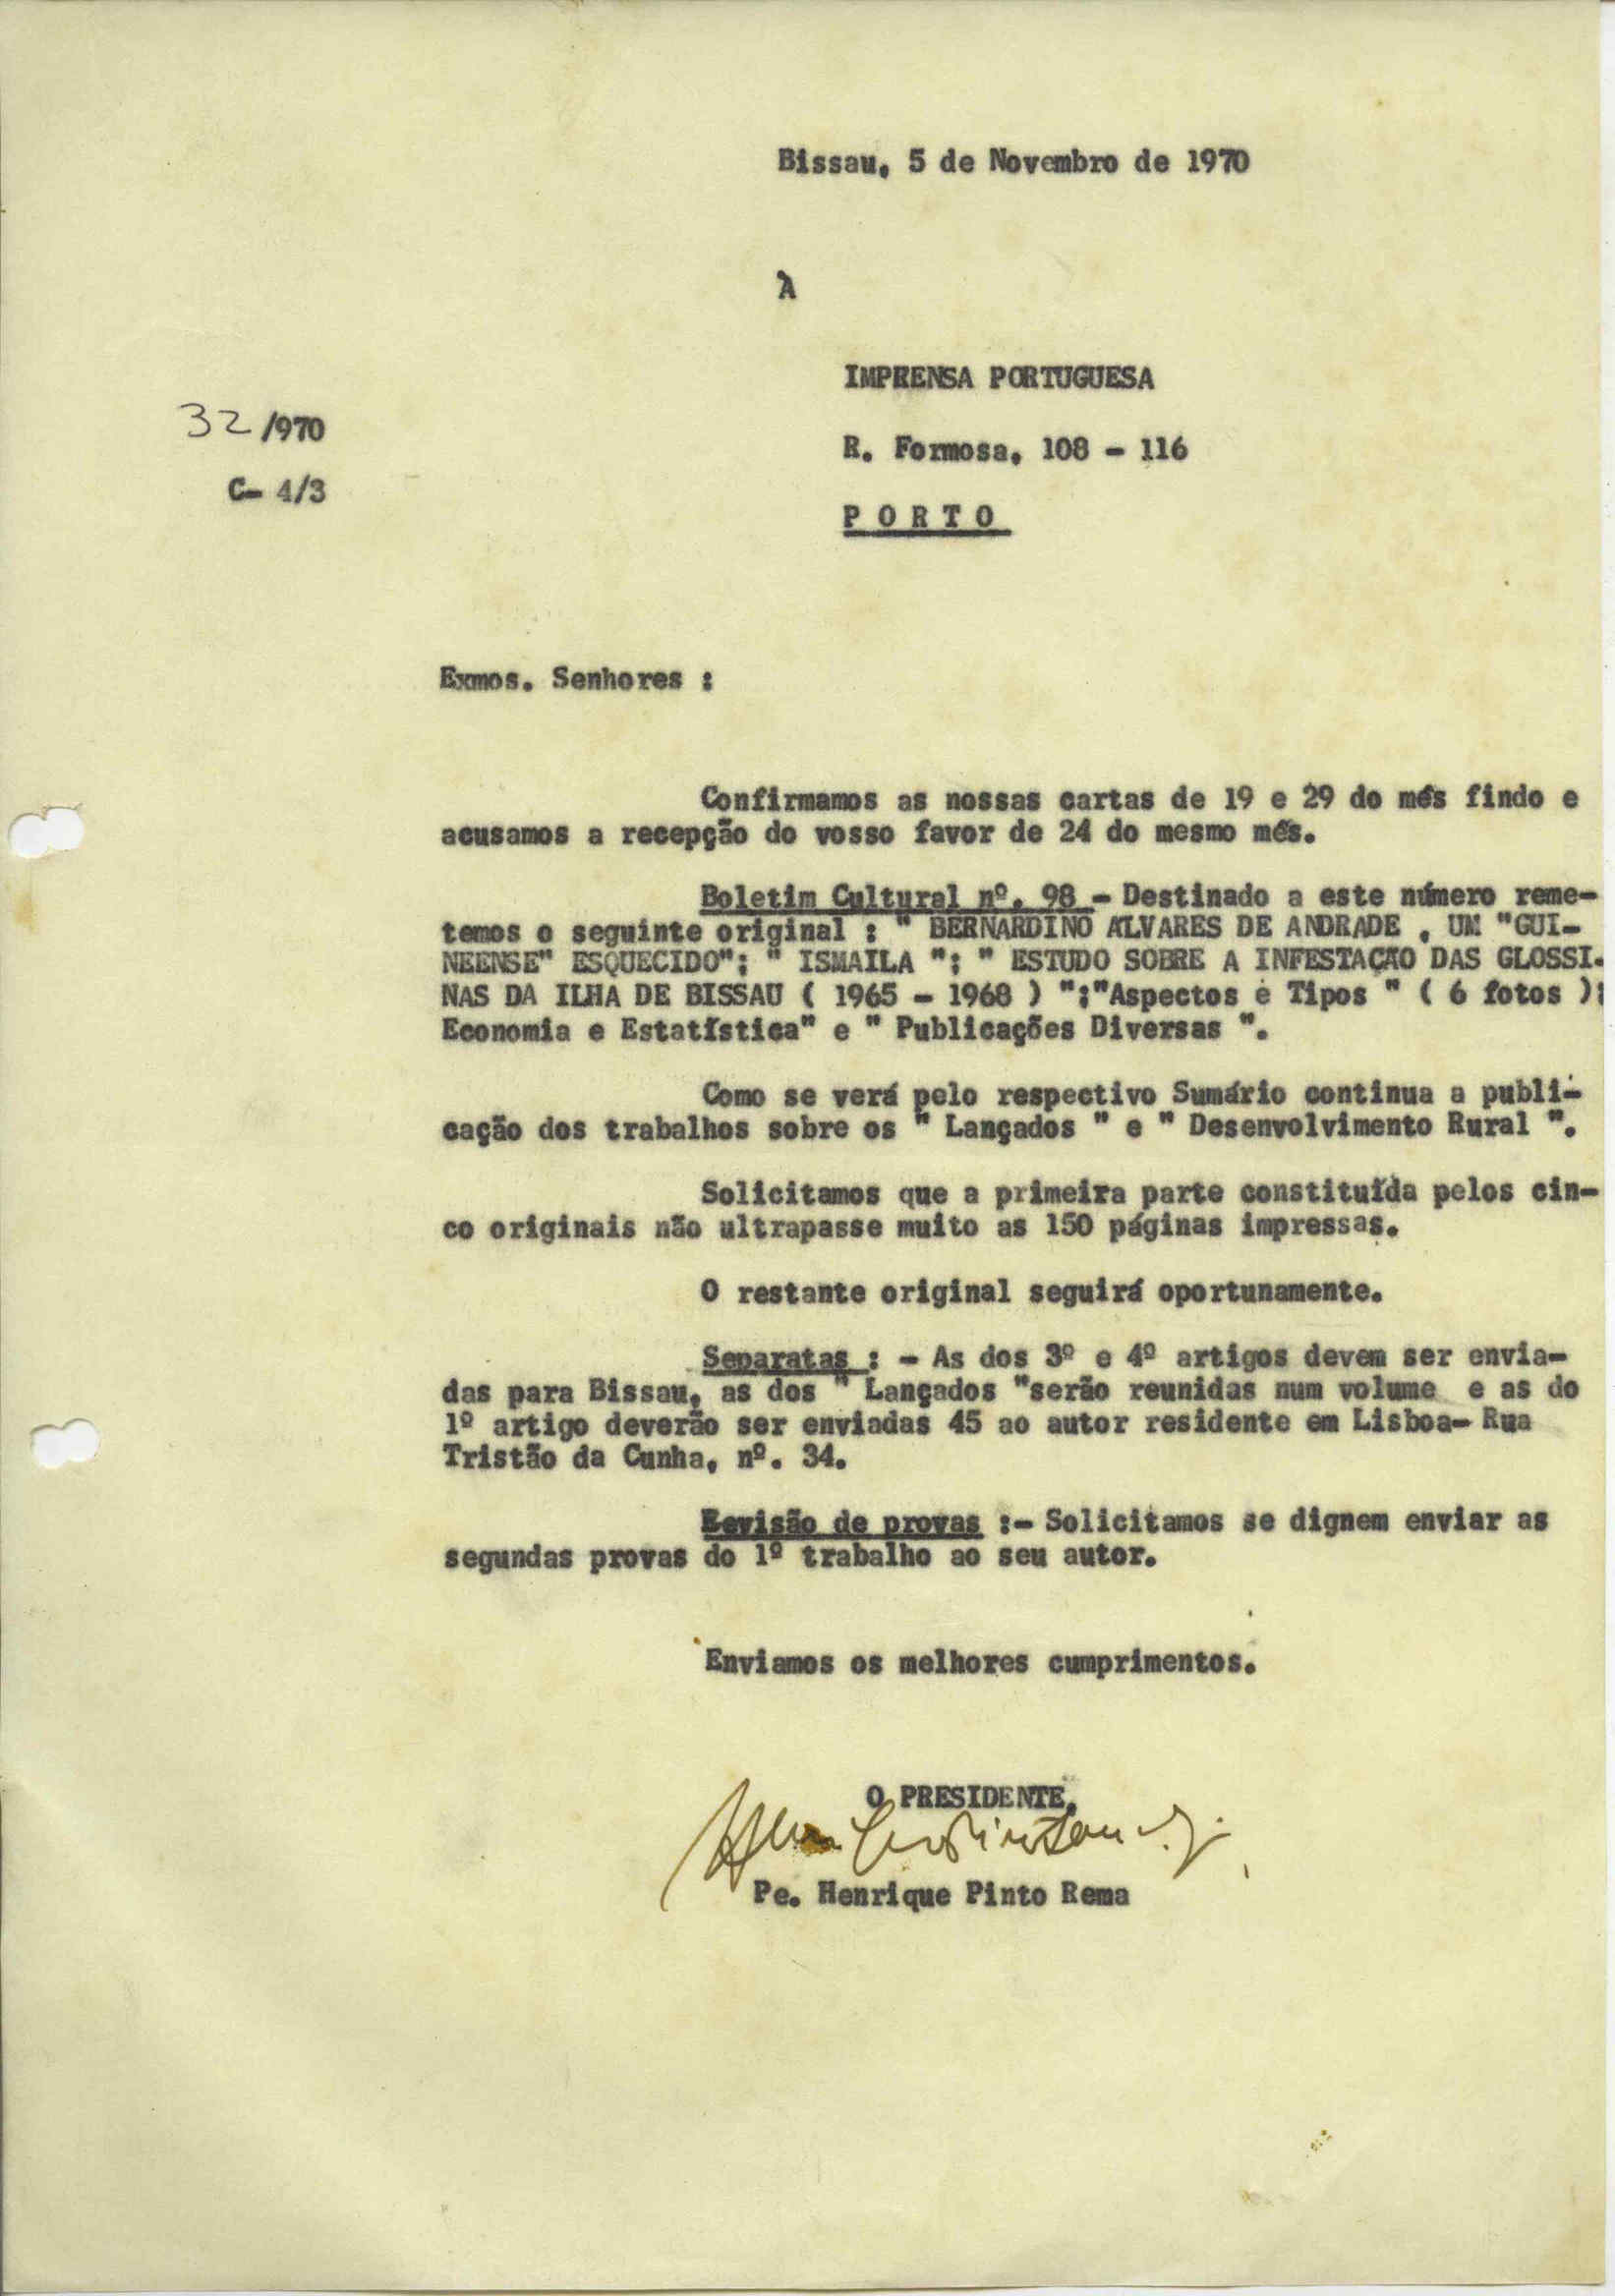 Bissau, 5 de Novembro de 1970
À
IMPRENSA PORTUGUESA
32/970
R. Formosa, 108 - 116
C- 4/3
PORTO
Exmos. Senhores :
Confirmamos as nossas cartas de 19 e 29 do mês findo e
acusamos a recepção do vosso favor de 24 do mesmo mês.
Boletim Cultural nº. 98 - Destinado a este número reme-
temos o seguinte original : " BERNARDINO ALVARES DE ANDRADE , UM "GUI-
NEENSE" ESQUECIDO"; " ISMAILA "; " ESTUDO SOBRE A INFESTAÇÃO DAS GLOSSI-
NAS DA ILHA DE BISSAU ( 1965 - 1968 ) ";"Aspectos e Tipos " ( 6 fotos );
Economia e Estatística" e " Publicações Diversas ".
Como se verá pelo respectivo Sumário continua a publi-
cação dos trabalhos sobre os " Lançados " e " Desenvolvimento Rural ".
Solicitamos que a primeira parte constituída pelos cin-
co originais não ultrapasse muito as 150 páginas impressas.
O restante original seguirá oportunamente.
Separatas : - As dos 3º e 4º artigos devem ser envia-
das para Bissau, as dos " Lançados "serão reunidas num volume e as do
1º artigo deverão ser enviadas 45 ao autor residente em Lisboa- Rua
Tristão da Cunha, nº. 34.
Revisão de provas :- Solicitamos se dignem enviar as
segundas provas do 1º trabalho ao seu autor.
Enviamos os melhores cumprimentos.
O PRESIDENTE,
Pe. Henrique Pinto Rema